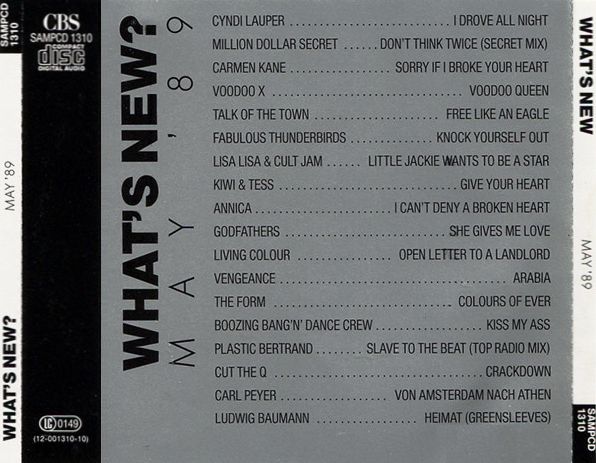 SAMPCD
1310
WHAT'S NEW?
MAY '89
WHAT'S NEW?
CBS
SAMPCD 1310
COMPACT
disc
DIGITAL AUDIO
LC 0149
(12-001310-10)
WHAT'S NEW?
MAY '89
CYNDI LAUPER ........................ I DROVE ALL NIGHT
MILLION DOLLAR SECRET ...... DON'T THINK TWICE (SECRET MIX)
CARMEN KANE ............... SORRY IF I BROKE YOUR HEART
VOODOO X .............................. VOODOO QUEEN
TALK OF THE TOWN .................... FREE LIKE AN EAGLE
FABULOUS THUNDERBIRDS ............. KNOCK YOURSELF OUT
LISA LISA & CULT JAM ...... LITTLE JACKIE WANTS TO BE A STAR
KIWI & TESS ........................... GIVE YOUR HEART
ANNICA .................... I CAN'T DENY A BROKEN HEART
GODFATHERS ......................... SHE GIVES ME LOVE
LIVING COLOUR ............... OPEN LETTER TO A LANDLORD
VENGEANCE ..................................... ARABIA
THE FORM ............................ COLOURS OF EVER
BOOZING BANG'N' DANCE CREW ............... KISS MY ASS
PLASTIC BERTRAND ........ SLAVE TO THE BEAT (TOP RADIO MIX)
CUT THE Q ................................ CRACKDOWN
CARL PEYER ................. VON AMSTERDAM NACH ATHEN
LUDWIG BAUMANN ............... HEIMAT (GREENSLEEVES)
WHAT'S NEW
MAY '89
SAMPCD
1310